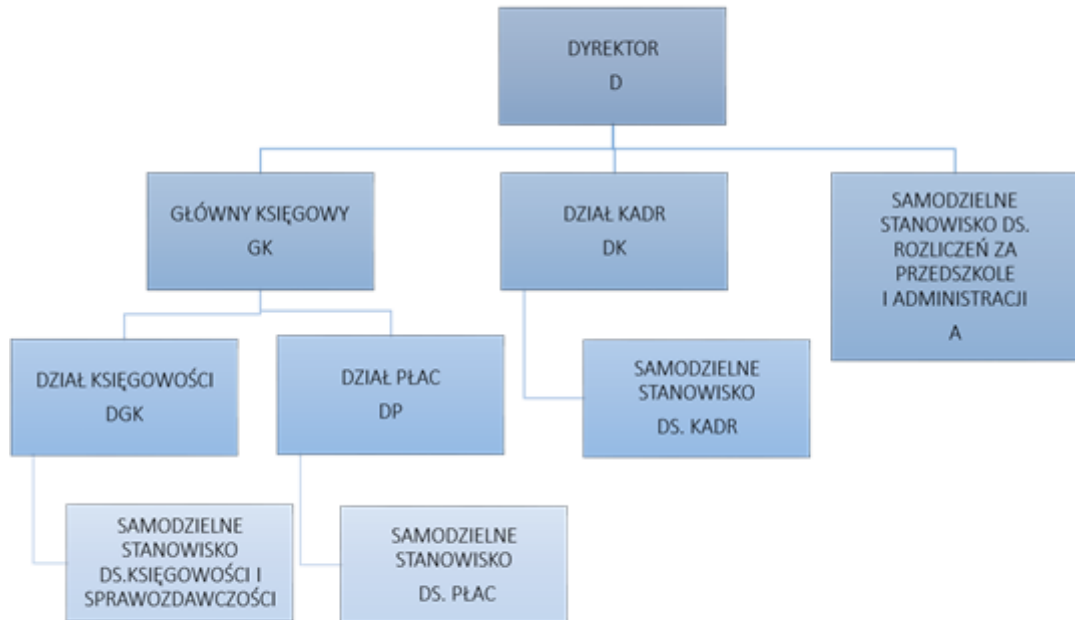 DYREKTOR
D
GŁÓWNY KSIĘGOWY
GK
DZIAŁ KADR
DK
SAMODZIELNE
STANOWISKO DS.
ROZLICZEŃ ZA
PRZEDSZKOLE
I ADMINISTRACJI
A
DZIAŁ KSIĘGOWOŚCI
DGK
DZIAŁ PŁAC
DP
SAMODZIELNE
STANOWISKO
DS. KADR
SAMODZIELNE
STANOWISKO
DS.KSIĘGOWOŚCI I
SPRAWOZDAWCZOŚCI
SAMODZIELNE
STANOWISKO
DS. PŁAC